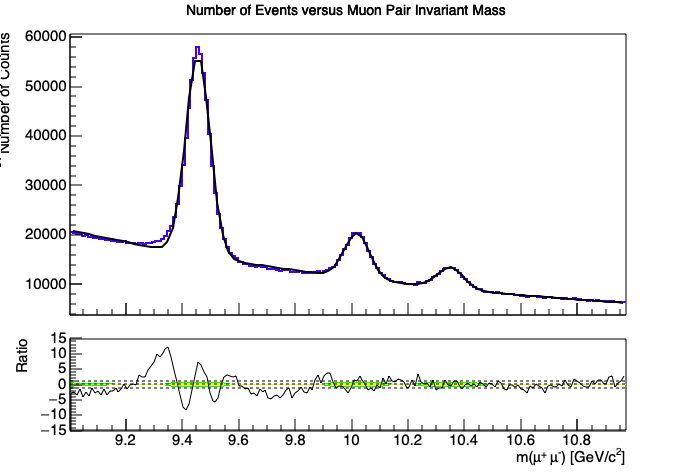 Number of Events versus Muon Pair Invariant Mass
Number of Counts
60000
50000
40000
30000
20000
10000
Ratio
15
10
5
0
−5
−10
−15
9.2 9.4 9.6 9.8 10 10.2 10.4 10.6 10.8
m(μ⁺ μ⁻) [GeV/c²]